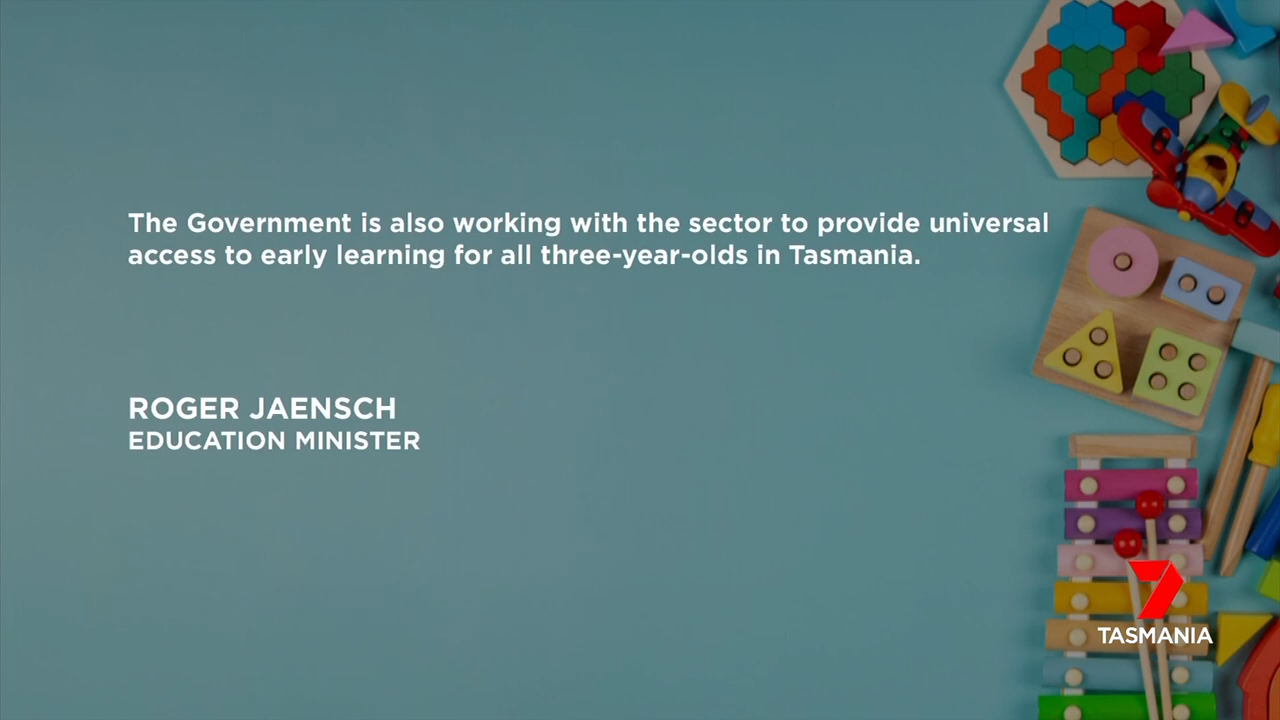 The Government is also working with the sector to provide universal
access to early learning for all three-year-olds in Tasmania.
ROGER JAENSCH
EDUCATION MINISTER
7
TASMANIA